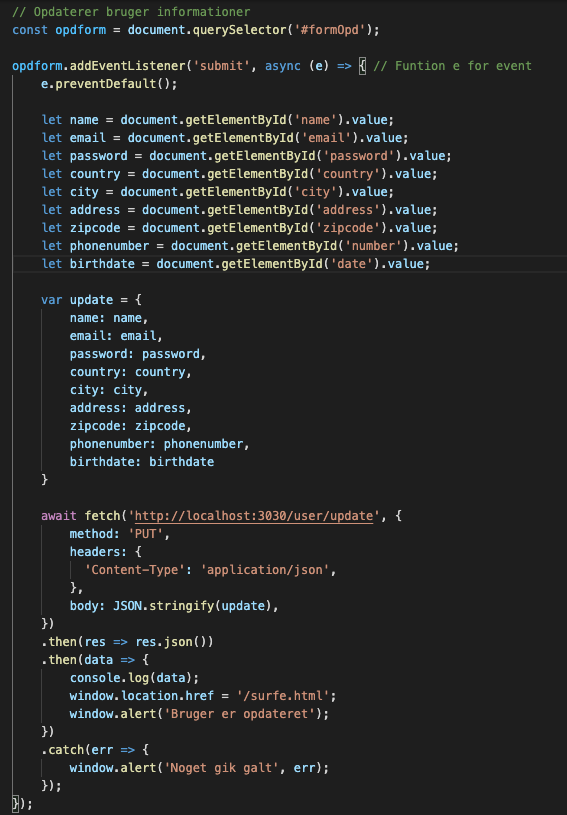 // Opdaterer bruger informationer
const opdform = document.querySelector('#formOpd');
opdform.addEventListener('submit', async (e) => { // Funtion e for event
e.preventDefault();
let name = document.getElementById('name').value;
let email = document.getElementById('email').value;
let password = document.getElementById('password').value;
let country = document.getElementById('country').value;
let city = document.getElementById('city').value;
let address = document.getElementById('address').value;
let zipcode = document.getElementById('zipcode').value;
let phonenumber = document.getElementById('number').value;
let birthdate = document.getElementById('date').value;
var update = {
name: name,
email: email,
password: password,
country: country,
city: city,
address: address,
zipcode: zipcode,
phonenumber: phonenumber,
birthdate: birthdate
}
await fetch('http://localhost:3030/user/update', {
method: 'PUT',
headers: {
'Content-Type': 'application/json',
},
body: JSON.stringify(update),
})
.then(res => res.json())
.then(data => {
console.log(data);
window.location.href = '/surfe.html';
window.alert('Bruger er opdateret');
})
.catch(err => {
window.alert('Noget gik galt', err);
});
});